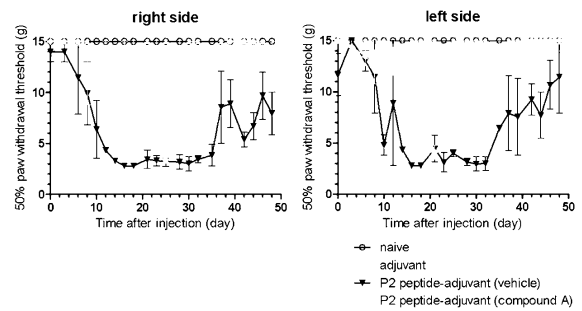 right side
15
10
5
0
50% paw withdrawal threshold (g)
0 10 20 30 40 50
Time after injection (day)
left side
15
10
5
0
50% paw withdrawal threshold (g)
0 10 20 30 40 50
Time after injection (day)
naive
adjuvant
P2 peptide-adjuvant (vehicle)
P2 peptide-adjuvant (compound A)